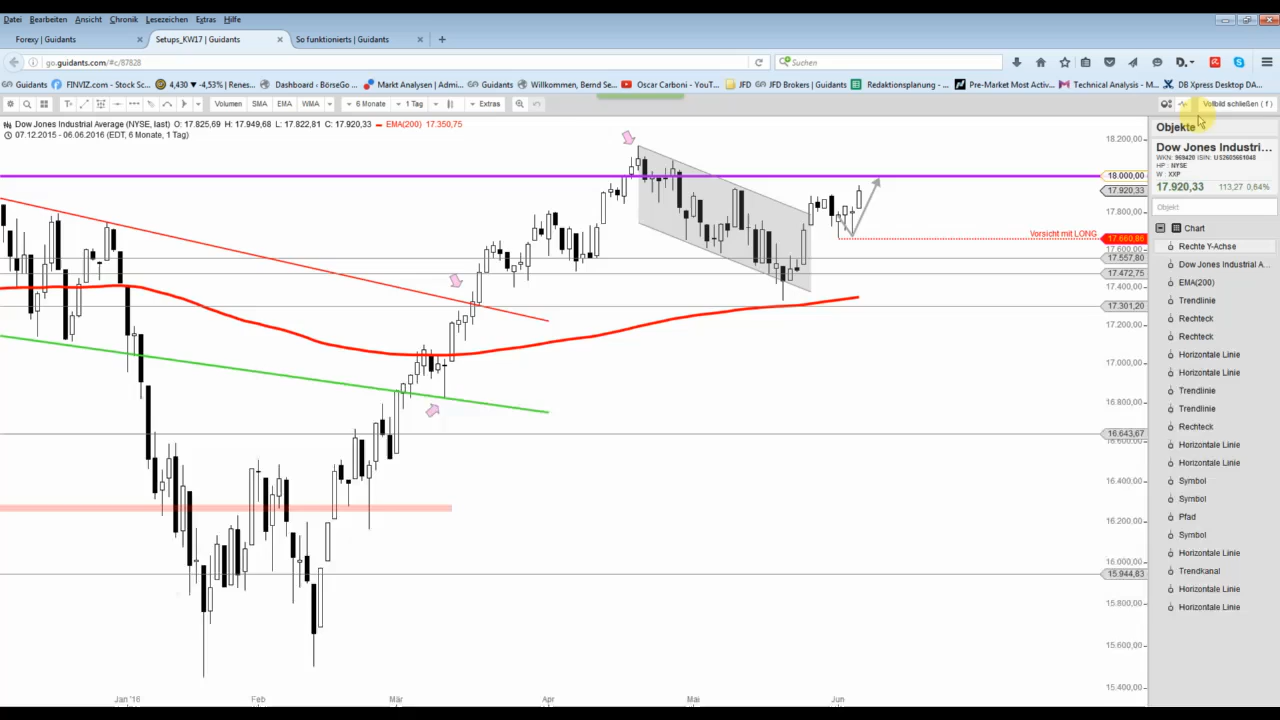 Datei Bearbeiten Ansicht Chronik Lesezeichen Extras Hilfe
Forexy | Guidants × Setups_KW17 | Guidants × So funktionierts | Guidants × +
go.guidants.com/#c/87828 Suchen
Guidants FINVIZ.com - Stock Sc... 4,430 ▾ -4,53% | Renes... Dashboard ‹ BörseGo ... Markt Analysen | Admi... Guidants Willkommen, Bernd Se... Oscar Carboni - YouT... JFD JFD Brokers | Guidants Redaktionsplanung -... Pre-Market Most Activ... Technical Analysis - ... DB Xpress Desktop DA...
Volumen SMA EMA WMA 6 Monate 1 Tag Extras Vollbild schließen ( f )
Dow Jones Industrial Average (NYSE, last) O: 17.825,69 H: 17.949,68 L: 17.822,81 C: 17.920,33 EMA(200) 17.350,75
07.12.2015 - 06.06.2016 (EDT, 6 Monate, 1 Tag)
18.200,00
18.000,00
17.920,33
17.800,00
Vorsicht mit LONG 17.660,86
17.600,00
17.557,80
17.472,75
17.400,00
17.301,20
17.200,00
17.000,00
16.800,00
16.643,67
16.600,00
16.400,00
16.200,00
16.000,00
15.944,83
15.800,00
15.600,00
15.400,00
Jan '16 Feb Mär Apr Mai Jun
Objekte
Dow Jones Industri...
WKN: 969420 ISIN: US2605661048
HP : NYSE
W : XXP
17.920,33 113,27 0,64%
Objekt
Chart
Rechte Y-Achse
Dow Jones Industrial A...
EMA(200)
Trendlinie
Rechteck
Rechteck
Horizontale Linie
Horizontale Linie
Trendlinie
Trendlinie
Rechteck
Horizontale Linie
Horizontale Linie
Symbol
Symbol
Pfad
Symbol
Horizontale Linie
Trendkanal
Horizontale Linie
Horizontale Linie